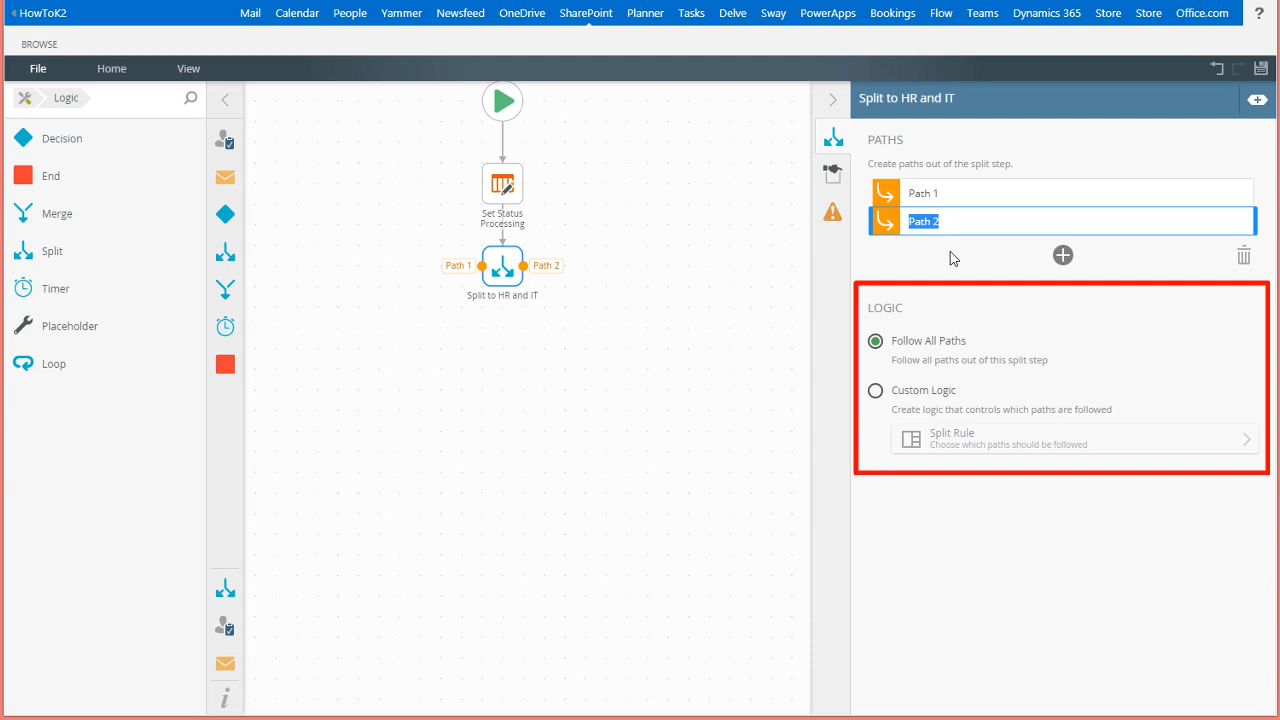 HowToK2
Mail Calendar People Yammer Newsfeed OneDrive SharePoint Planner Tasks Delve Sway PowerApps Bookings Flow Teams Dynamics 365 Store Store Office.com ?
BROWSE
File Home View
Logic
Decision
End
Merge
Split
Timer
Placeholder
Loop
Set Status
Processing
Path 1
Path 2
Split to HR and IT
Split to HR and IT
PATHS
Create paths out of the split step.
Path 1
Path 2
LOGIC
Follow All Paths
Follow all paths out of this split step
Custom Logic
Create logic that controls which paths are followed
Split Rule
Choose which paths should be followed